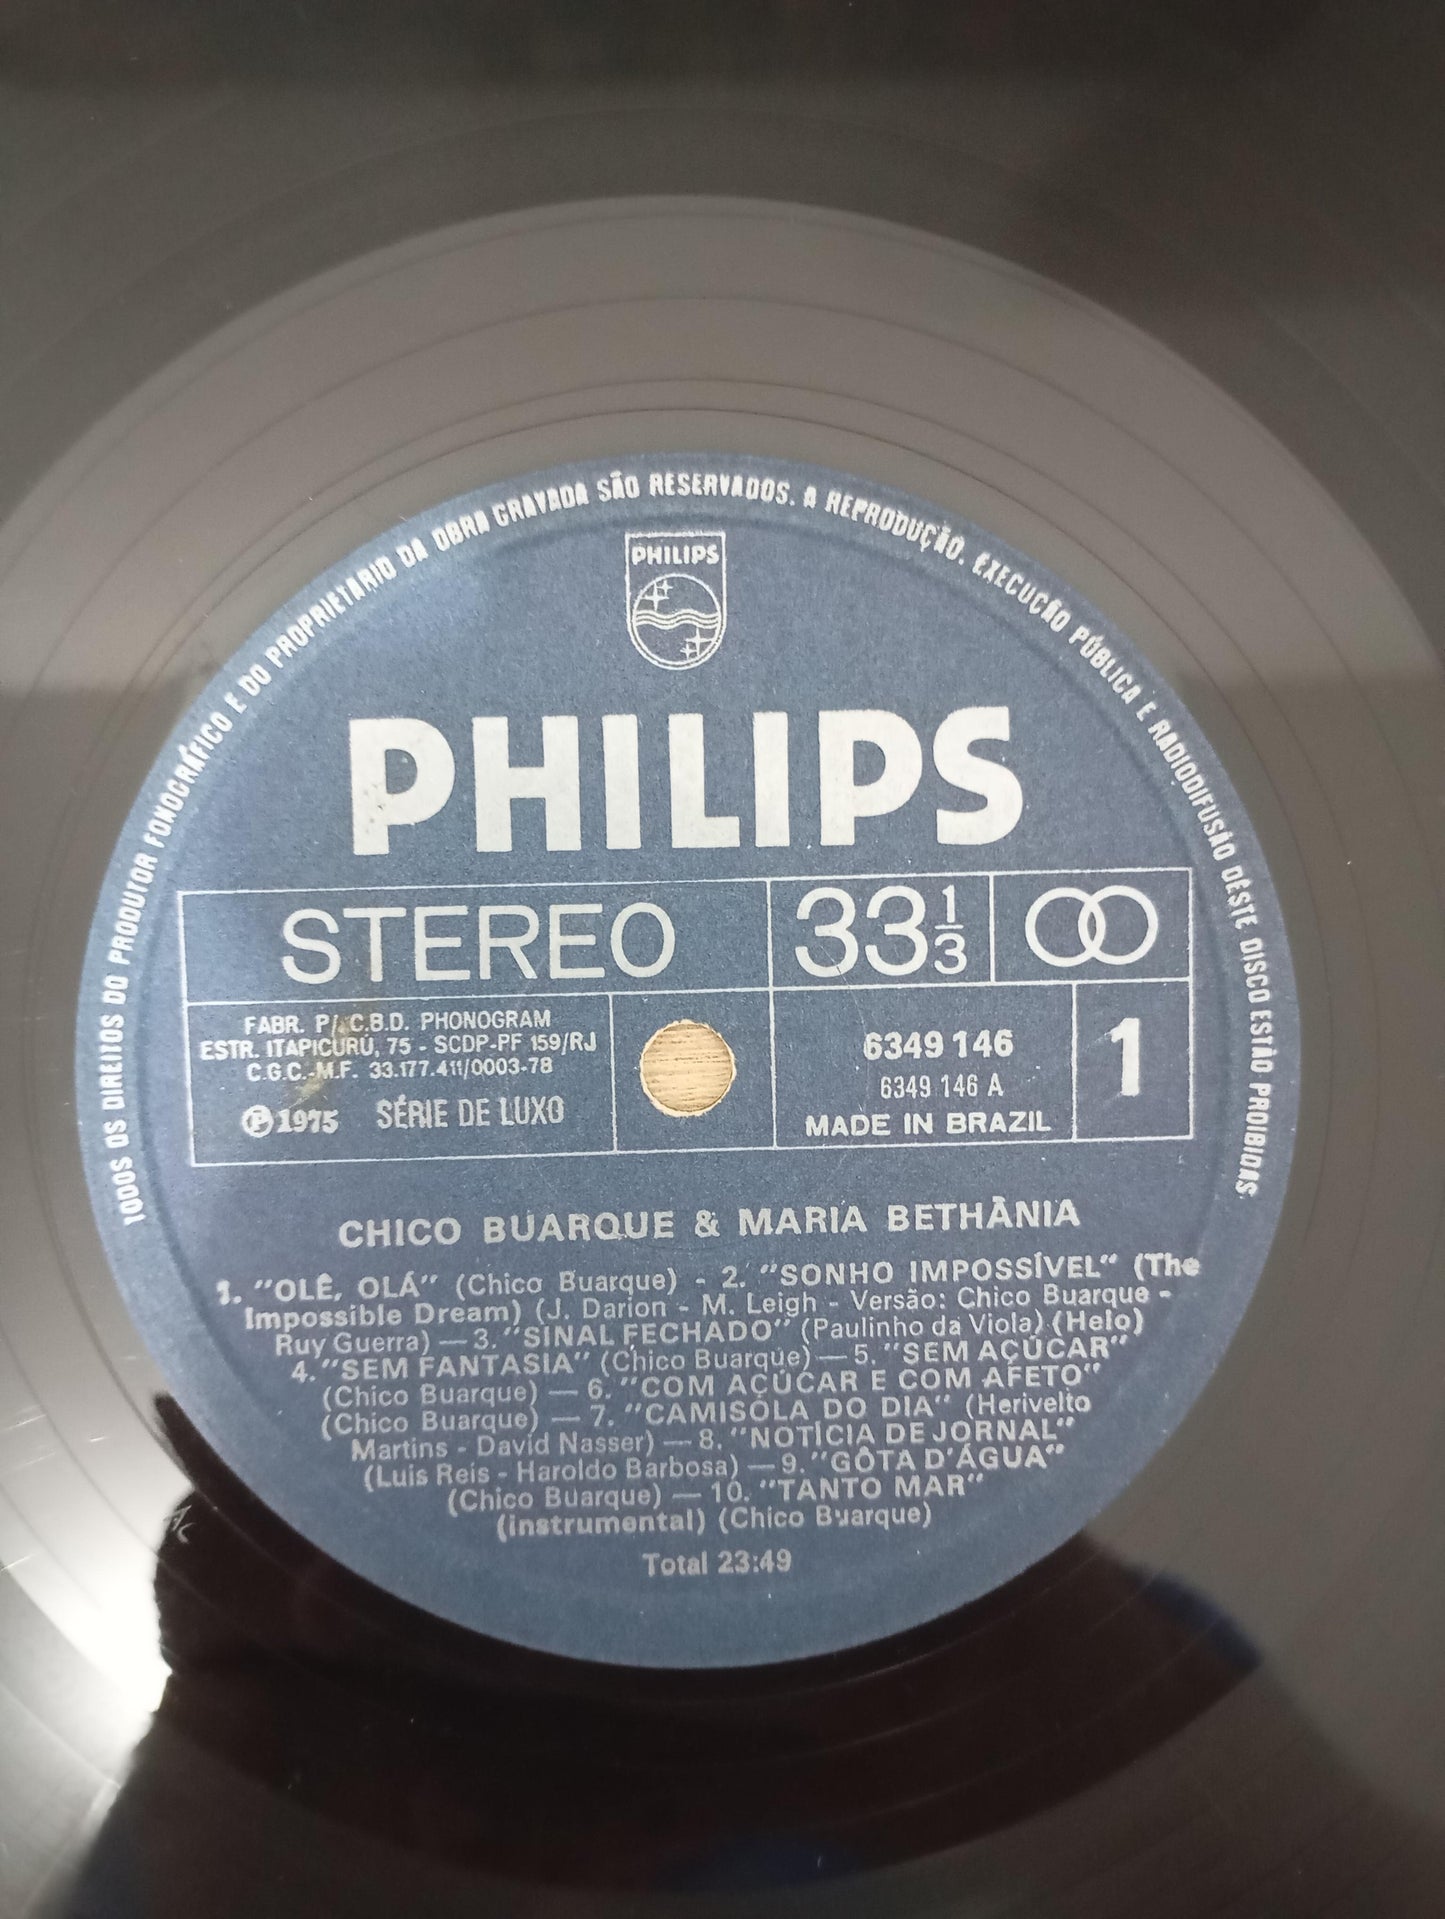 TODOS OS DIREITOS DO PRODUTOR FONOGRÁFICO E DO PROPRIETARIO DA OBRA GRAVADA SÃO RESERVADOS. A REPRODUÇÃO. EXECUÇÃO PÚBLICA E RADIODIFUSÃO DÊSTE DISCO ESTÃO PROIBIDAS
PHILIPS
PHILIPS
STEREO
33 1/3
FABR. P/ C.B.D. PHONOGRAM
ESTR. ITAPICURÚ, 75 - SCDP-PF 159/RJ
C.G.C.-M.F. 33.177.411/0003-78
Ⓟ 1975 SÉRIE DE LUXO
6349 146
6349 146 A
MADE IN BRAZIL
1
CHICO BUARQUE & MARIA BETHÂNIA
1. "OLÊ, OLÁ" (Chico Buarque) - 2. "SONHO IMPOSSÍVEL" (The
Impossible Dream) (J. Darion - M. Leigh - Versão: Chico Buarque -
Ruy Guerra) — 3. "SINAL FECHADO" (Paulinho da Viola) (Helo)
4. "SEM FANTASIA" (Chico Buarque) — 5. "SEM AÇÚCAR"
(Chico Buarque) — 6. "COM AÇÚCAR E COM AFETO"
(Chico Buarque) — 7. "CAMISOLA DO DIA" (Herivelto
Martins - David Nasser) — 8. "NOTÍCIA DE JORNAL"
(Luis Reis - Haroldo Barbosa) — 9. "GÔTA D'ÁGUA"
(Chico Buarque) — 10. "TANTO MAR"
(instrumental) (Chico Buarque)
Total 23:49